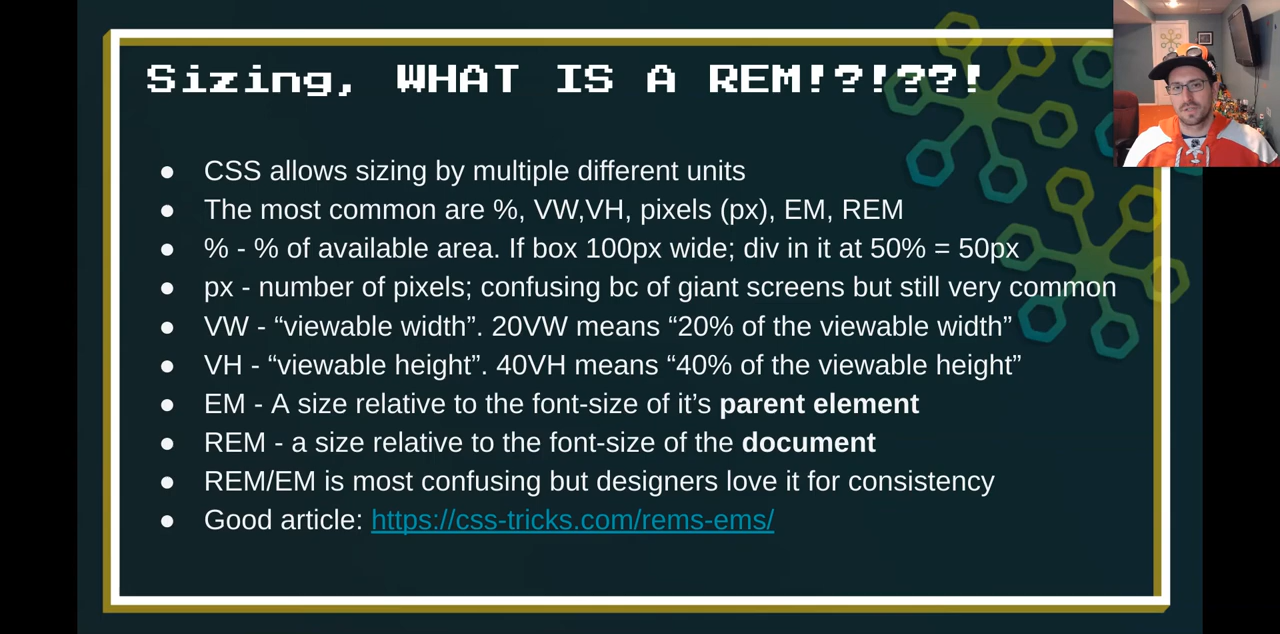 Sizing, WHAT IS A REM!?!??!
● CSS allows sizing by multiple different units
● The most common are %, VW,VH, pixels (px), EM, REM
● % - % of available area. If box 100px wide; div in it at 50% = 50px
● px - number of pixels; confusing bc of giant screens but still very common
● VW - “viewable width”. 20VW means “20% of the viewable width”
● VH - “viewable height”. 40VH means “40% of the viewable height”
● EM - A size relative to the font-size of it’s parent element
● REM - a size relative to the font-size of the document
● REM/EM is most confusing but designers love it for consistency
● Good article: https://css-tricks.com/rems-ems/